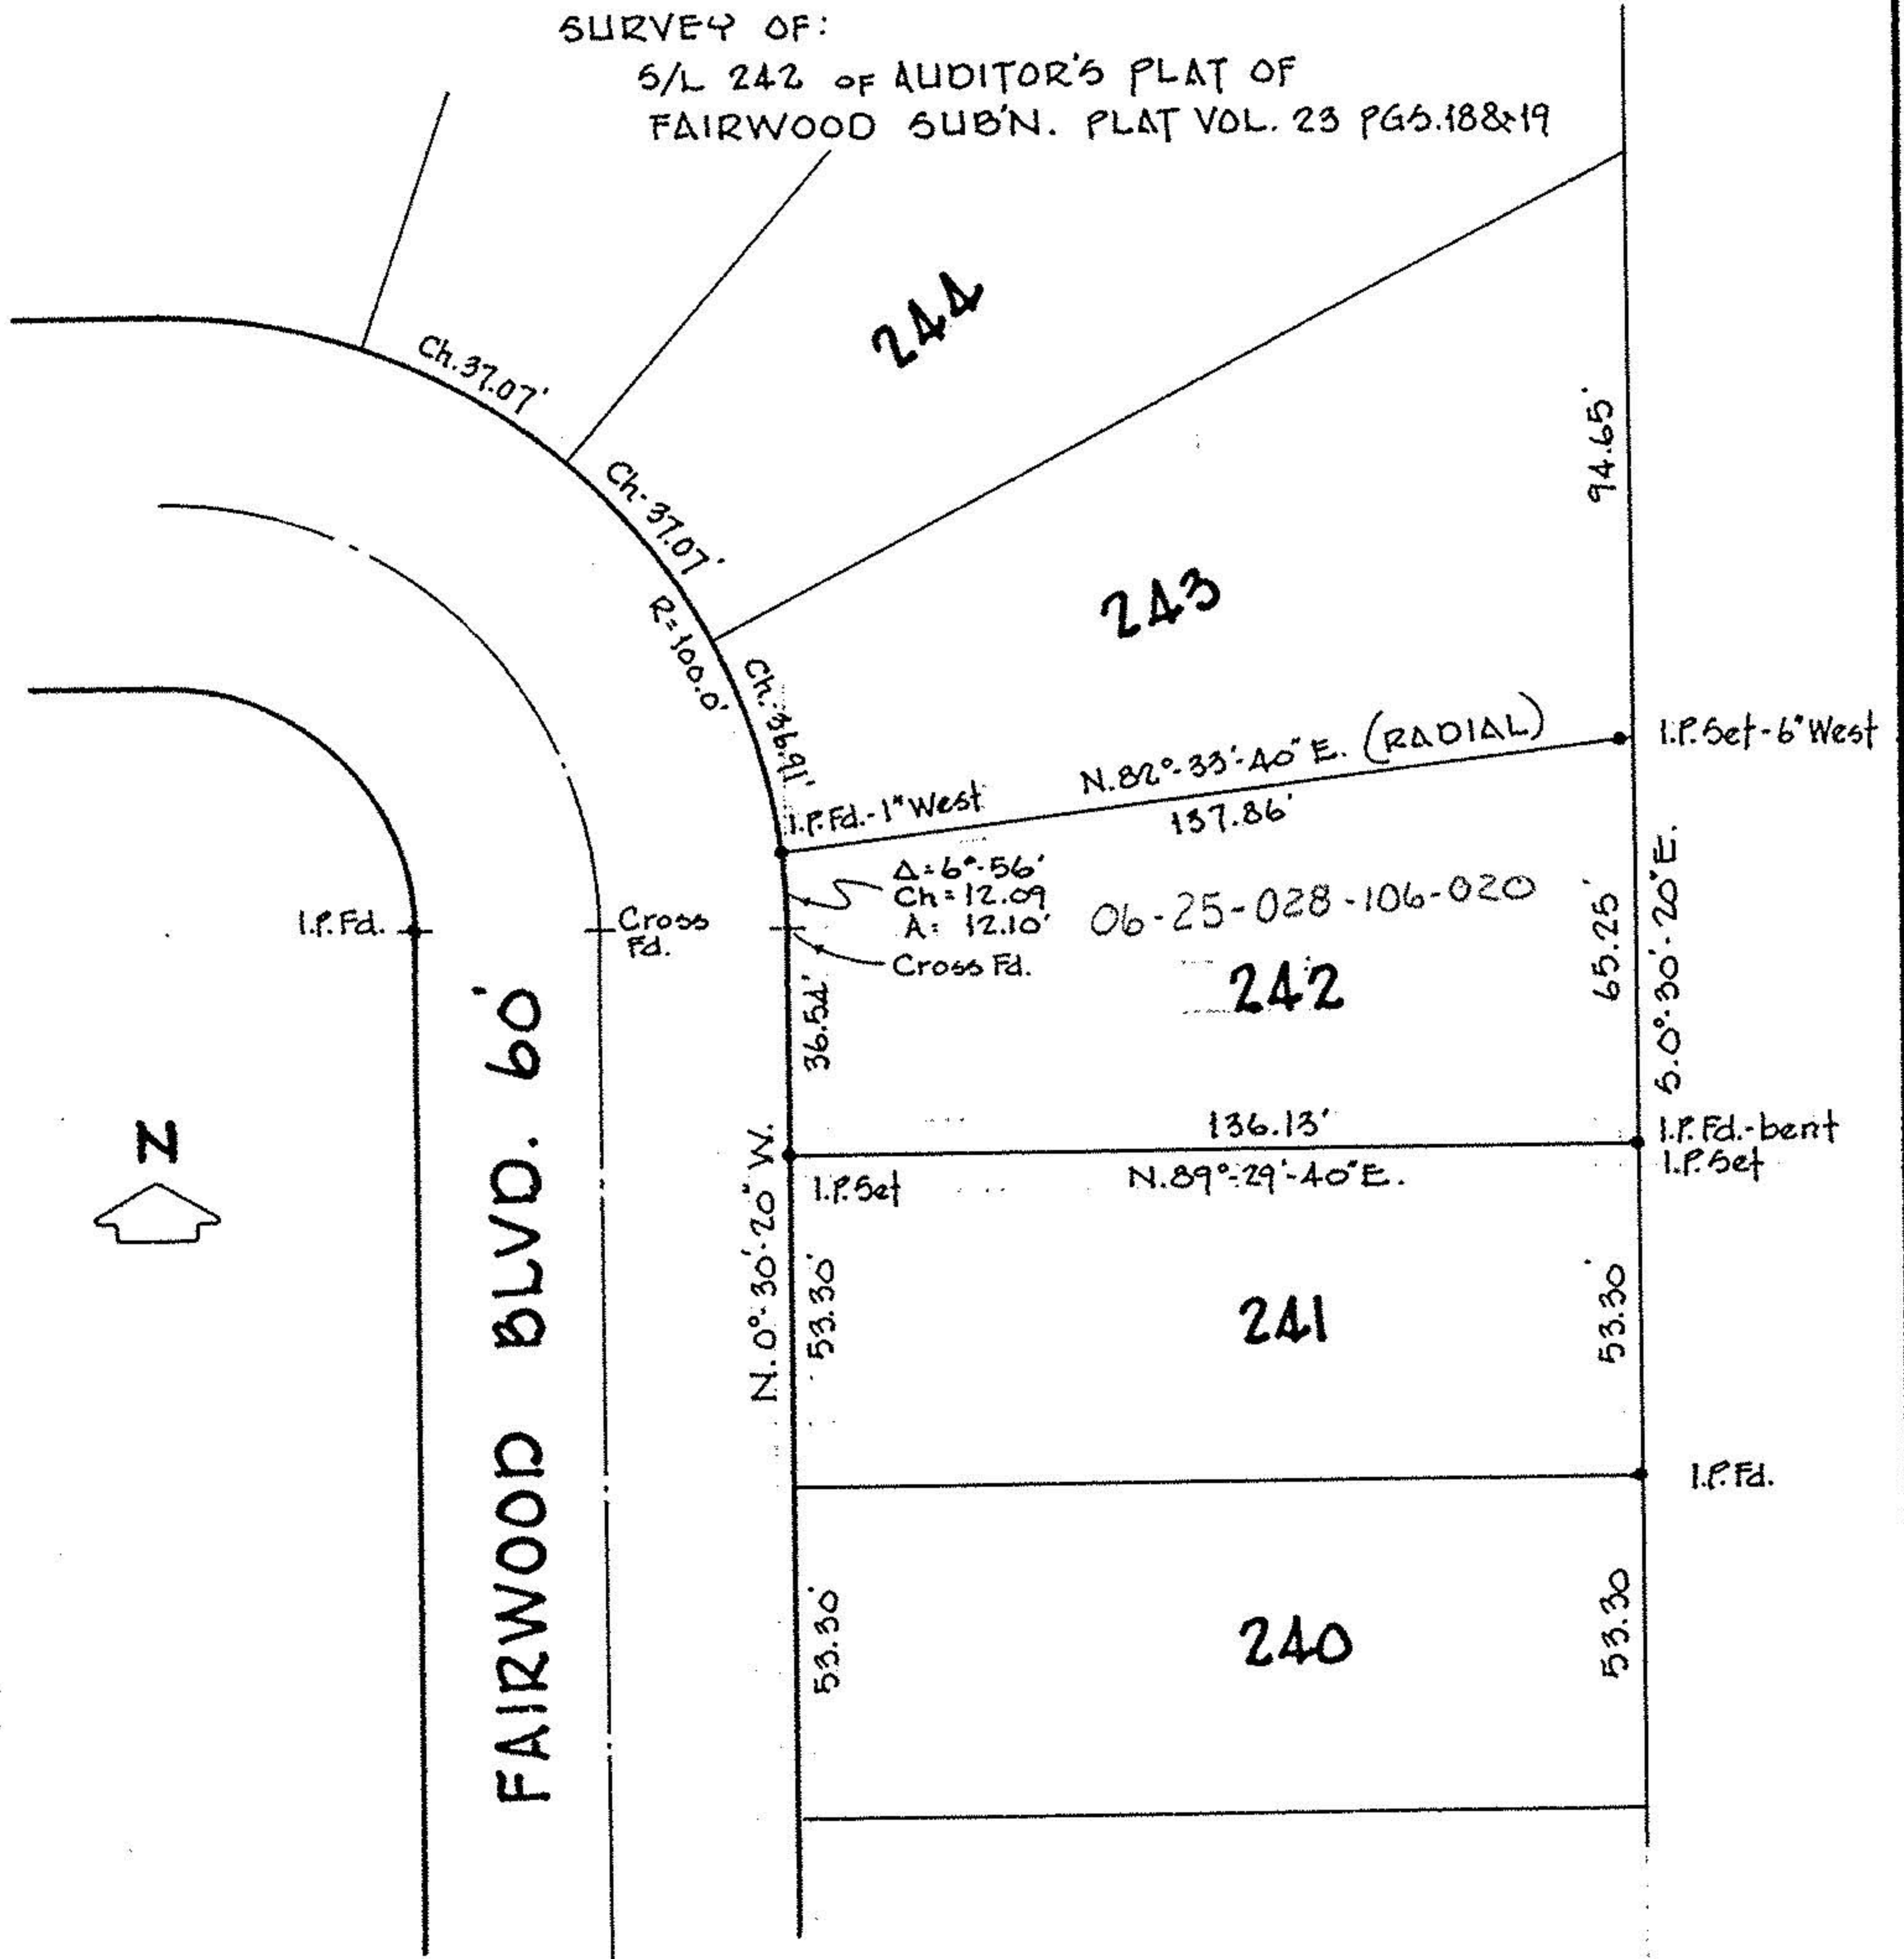 SURVEY OF:
S/L 242 OF AUDITOR'S PLAT OF
FAIRWOOD SUB'N. PLAT VOL. 23 PGS. 18&19
244
Ch. 37.07'
Ch. 37.07'
R=100.0'
Ch. 36.91'
94.65'
243
N. 82°-33'-40" E. (RADIAL)
137.86'
I.P. Set-6" West
I.P. Fd.-1" West
Δ=6°-56'
Ch=12.09
A=12.10'
Cross Fd.
06-25-028-106-020
242
65.25'
S. 0°-30'-20" E.
I.P. Fd.
Cross
Fd.
36.54'
136.13'
N. 89°-29'-40" E.
I.P. Fd.-bent
I.P. Set
I.P. Set
N. 0°-30'-20" W.
N
FAIRWOOD BLVD. 60'
53.30'
241
53.30'
I.P. Fd.
53.30'
240
53.30